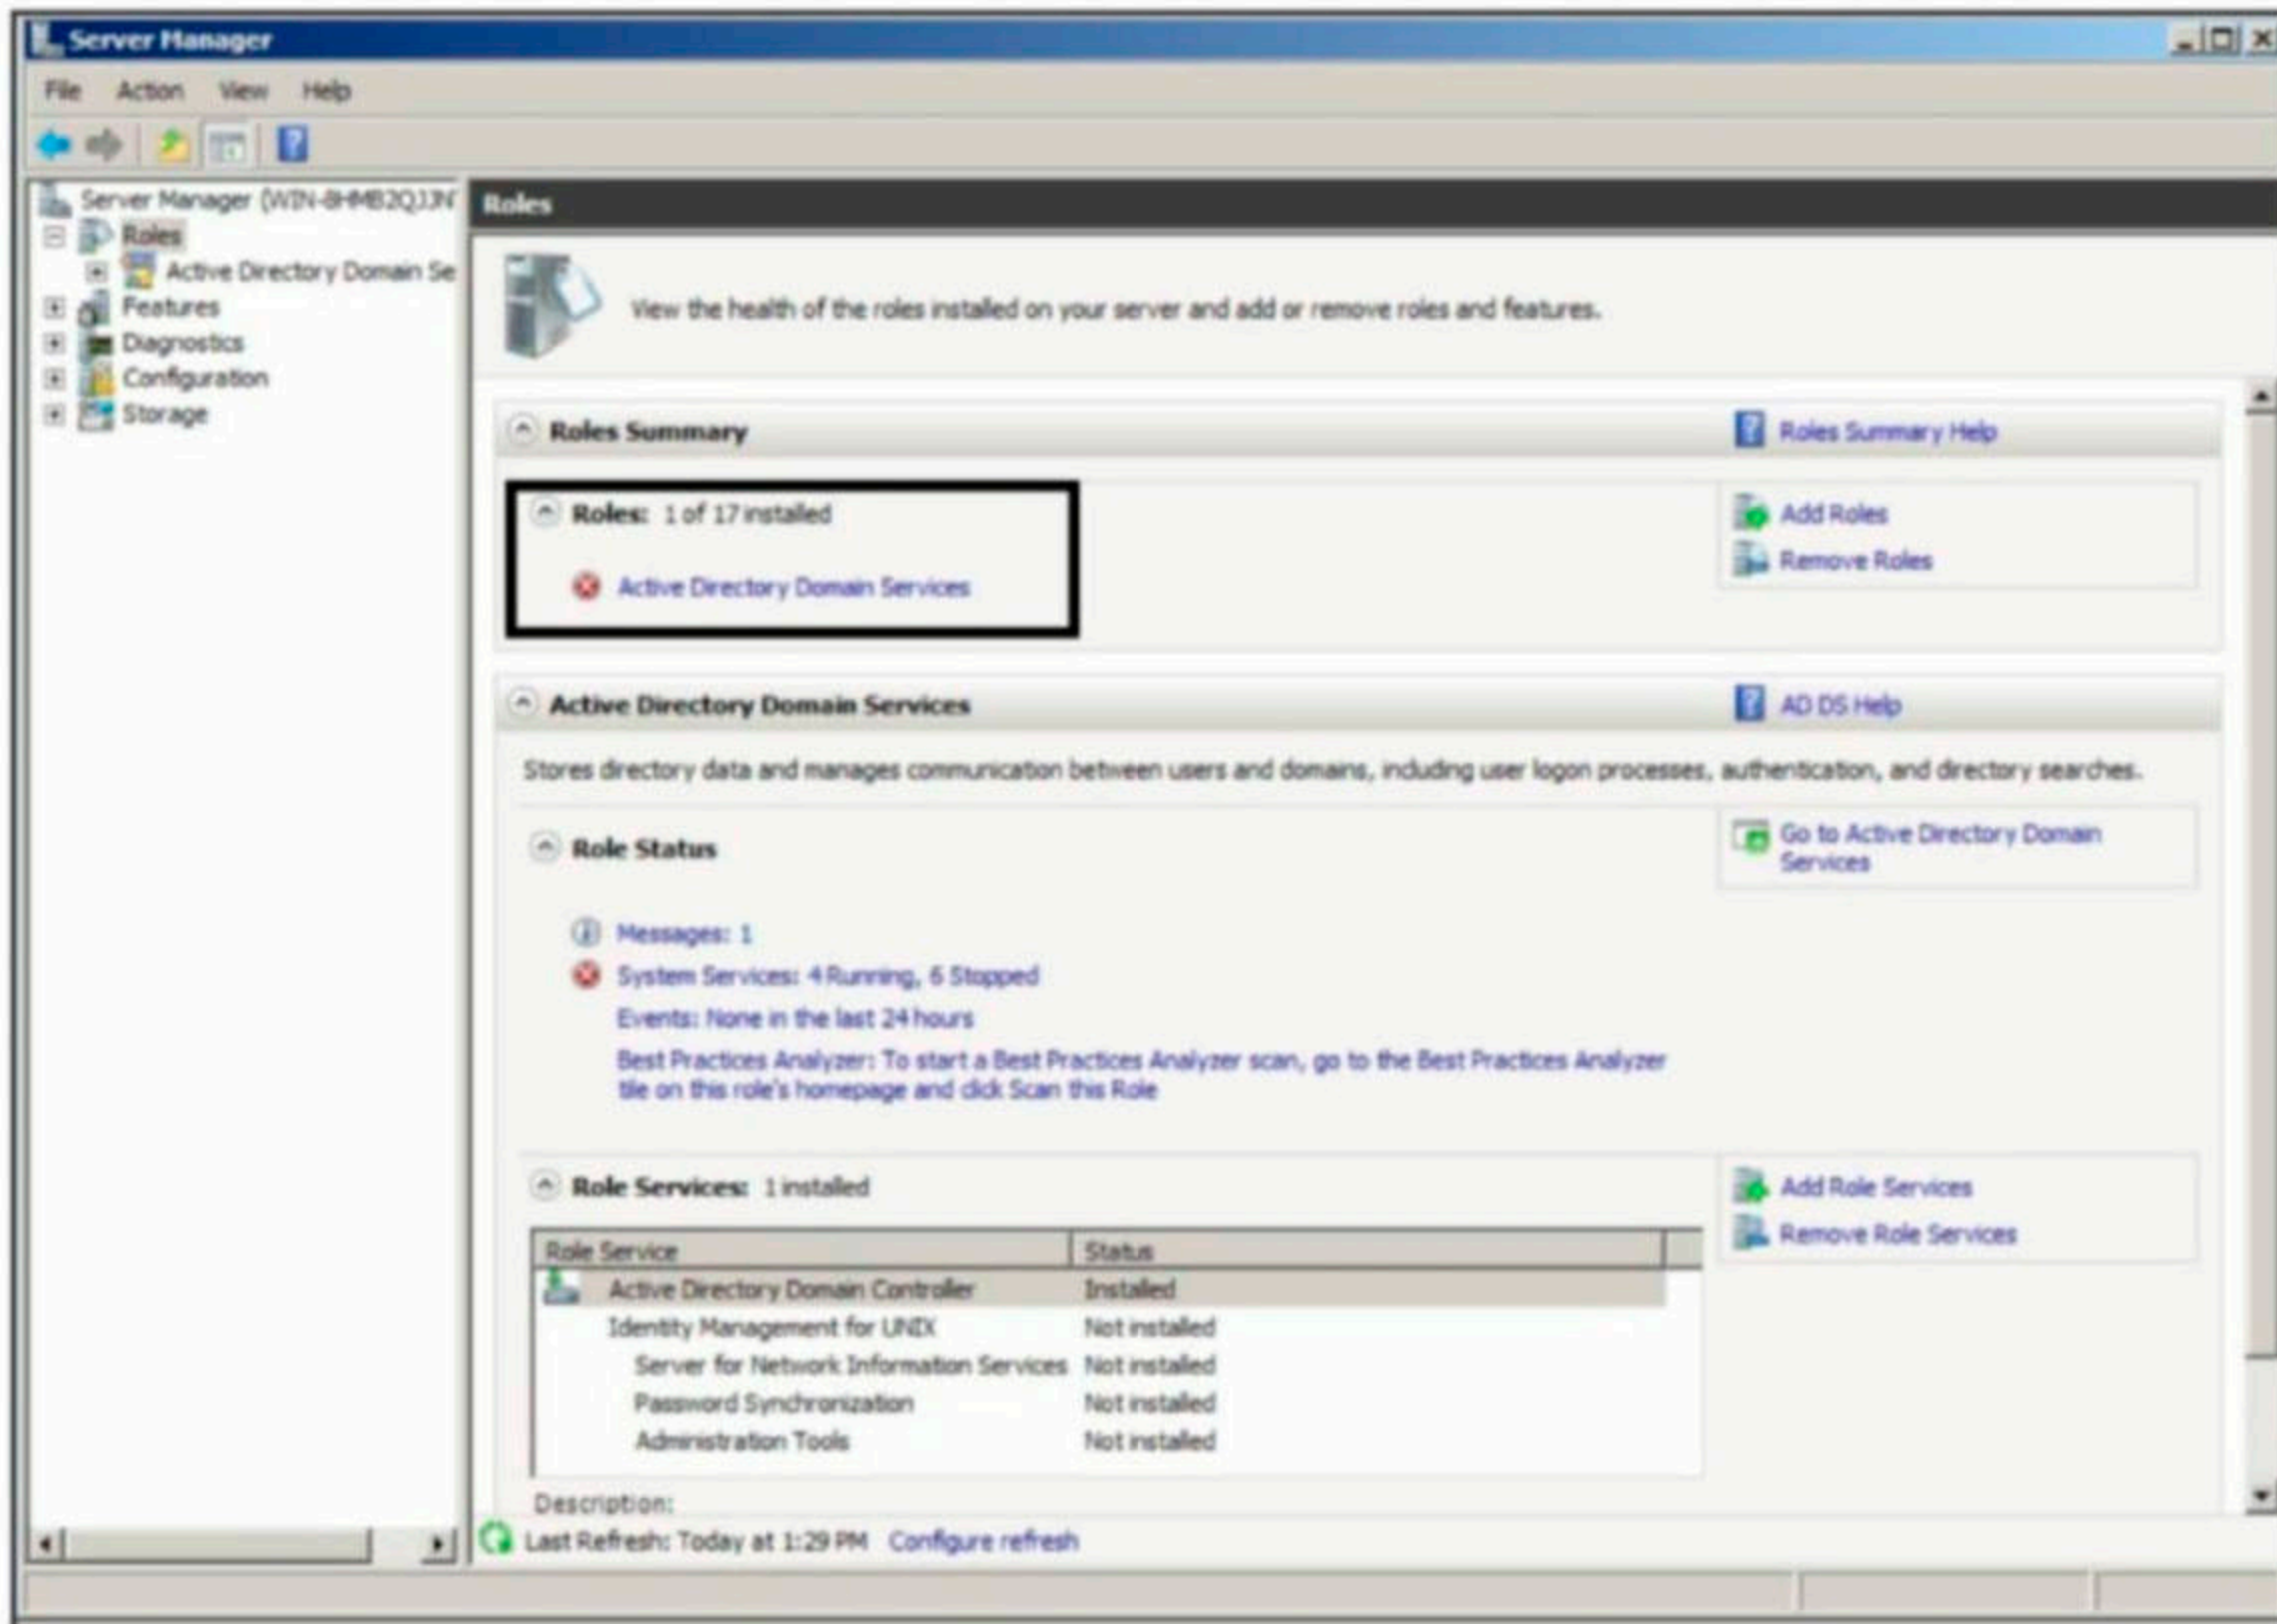 Server Manager
File Action View Help
Server Manager (WIN-8HMB2QJJN
Roles
Active Directory Domain Se
Features
Diagnostics
Configuration
Storage
Roles
View the health of the roles installed on your server and add or remove roles and features.
Roles Summary
Roles Summary Help
Roles: 1 of 17 installed
Active Directory Domain Services
Add Roles
Remove Roles
Active Directory Domain Services
AD DS Help
Stores directory data and manages communication between users and domains, including user logon processes, authentication, and directory searches.
Role Status
Go to Active Directory Domain
Services
Messages: 1
System Services: 4 Running, 6 Stopped
Events: None in the last 24 hours
Best Practices Analyzer: To start a Best Practices Analyzer scan, go to the Best Practices Analyzer
tile on this role's homepage and click Scan this Role
Role Services: 1 installed
Add Role Services
Remove Role Services
Role Service Status
Active Directory Domain Controller Installed
Identity Management for UNIX Not installed
Server for Network Information Services Not installed
Password Synchronization Not installed
Administration Tools Not installed
Description:
Last Refresh: Today at 1:29 PM Configure refresh